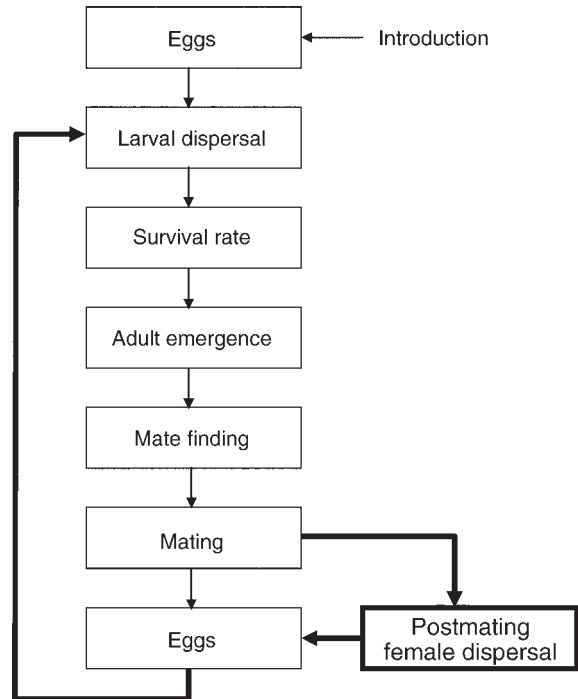 Eggs
Introduction
Larval dispersal
Survival rate
Adult emergence
Mate finding
Mating
Eggs
Postmating
female dispersal